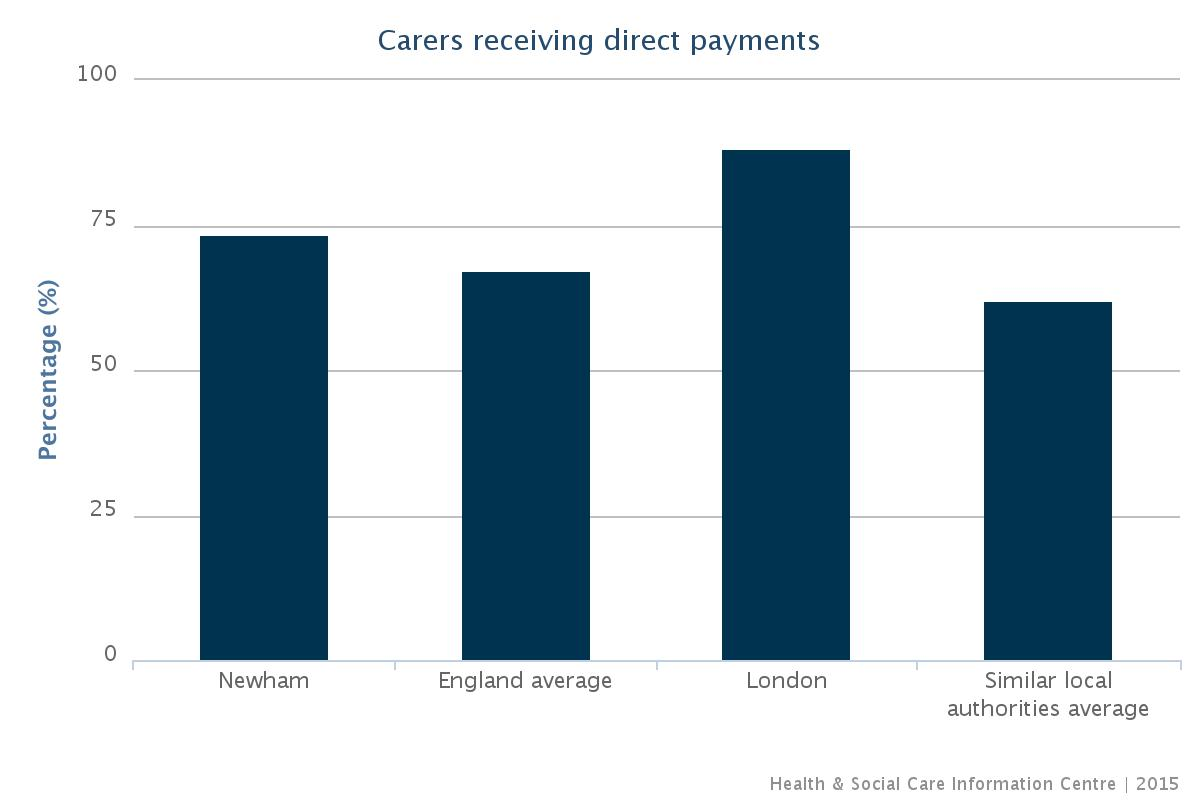 Carers receiving direct payments
100
75
50
25
0
Percentage (%)
Newham
England average
London
Similar local
authorities average
Health & Social Care Information Centre | 2015